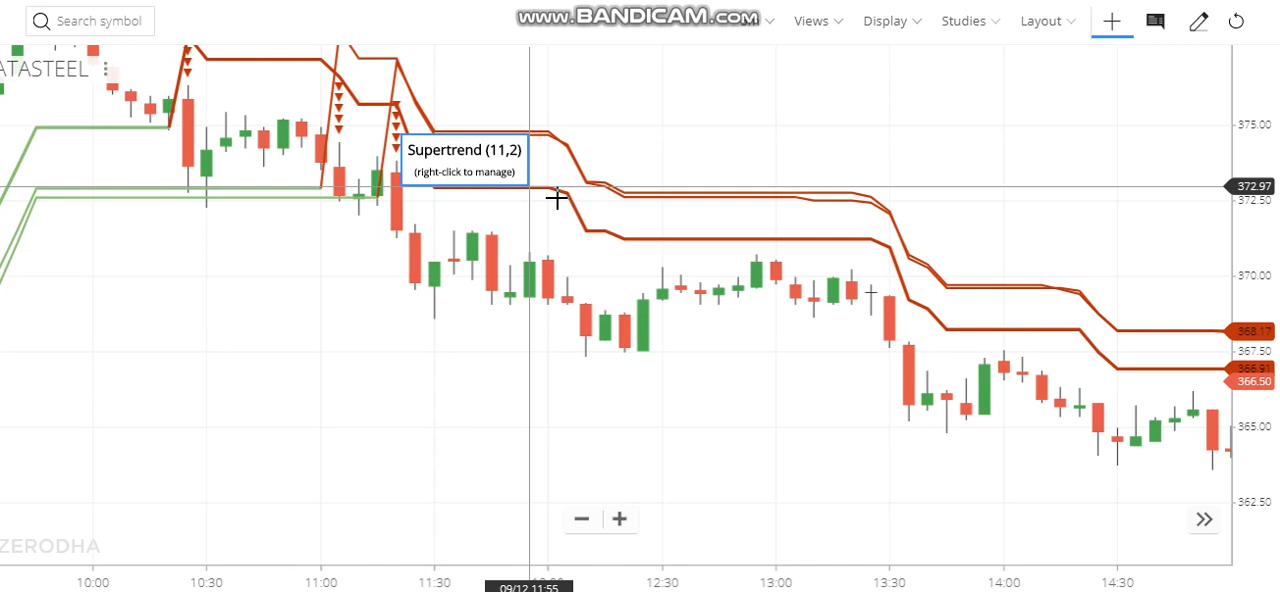 Search symbol
www.BANDICAM.com
Views
Display
Studies
Layout
ATASTEEL
375.00
Supertrend (11,2)
(right-click to manage)
372.97
372.50
370.00
368.17
367.50
366.91
366.50
365.00
362.50
ZERODHA
10:00
10:30
11:00
11:30
12:30
13:00
13:30
14:00
14:30
09/12 11:55